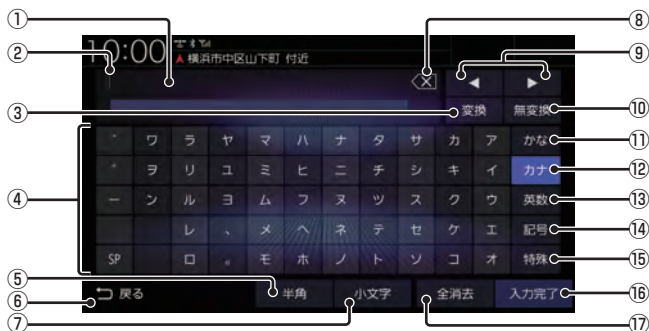 ① ② ③ ④ ⑤ ⑥ ⑦ ⑧ ⑨ ⑩ ⑪ ⑫ ⑬ ⑭ ⑮ ⑯ ⑰
10:00
横浜市中区山下町 付近
◀ ▶
変換 無変換
゛ ワ ラ ヤ マ ハ ナ タ サ カ ア かな
゜ ヲ リ ユ ミ ヒ ニ チ シ キ イ カナ
ー ン ル ヨ ム フ ヌ ツ ス ク ウ 英数
レ 、 メ ヘ ネ テ セ ケ エ 記号
SP ロ 。 モ ホ ノ ト ソ コ オ 特殊
戻る 半角 小文字 全消去 入力完了